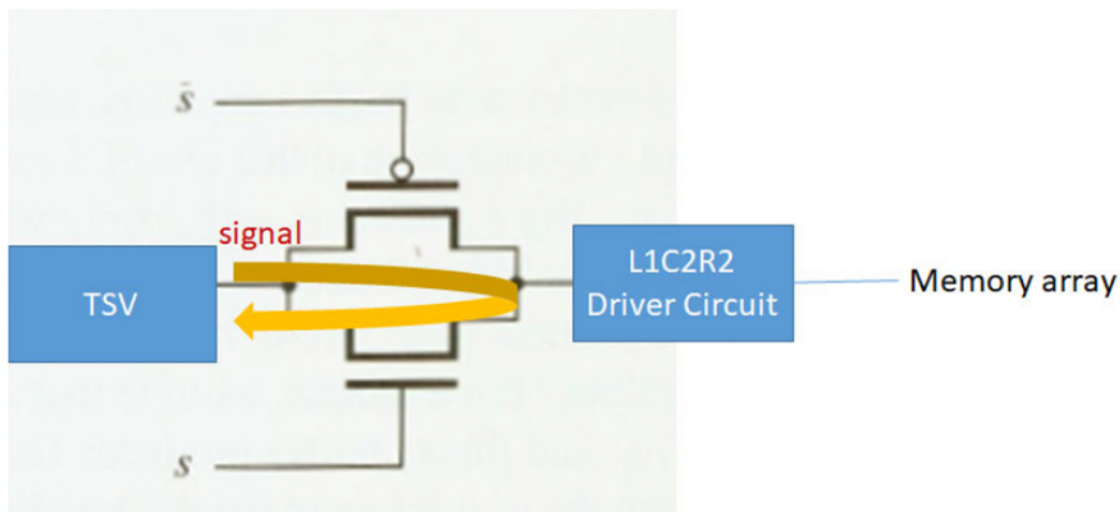 s̄
signal
TSV
L1C2R2
Driver Circuit
Memory array
s